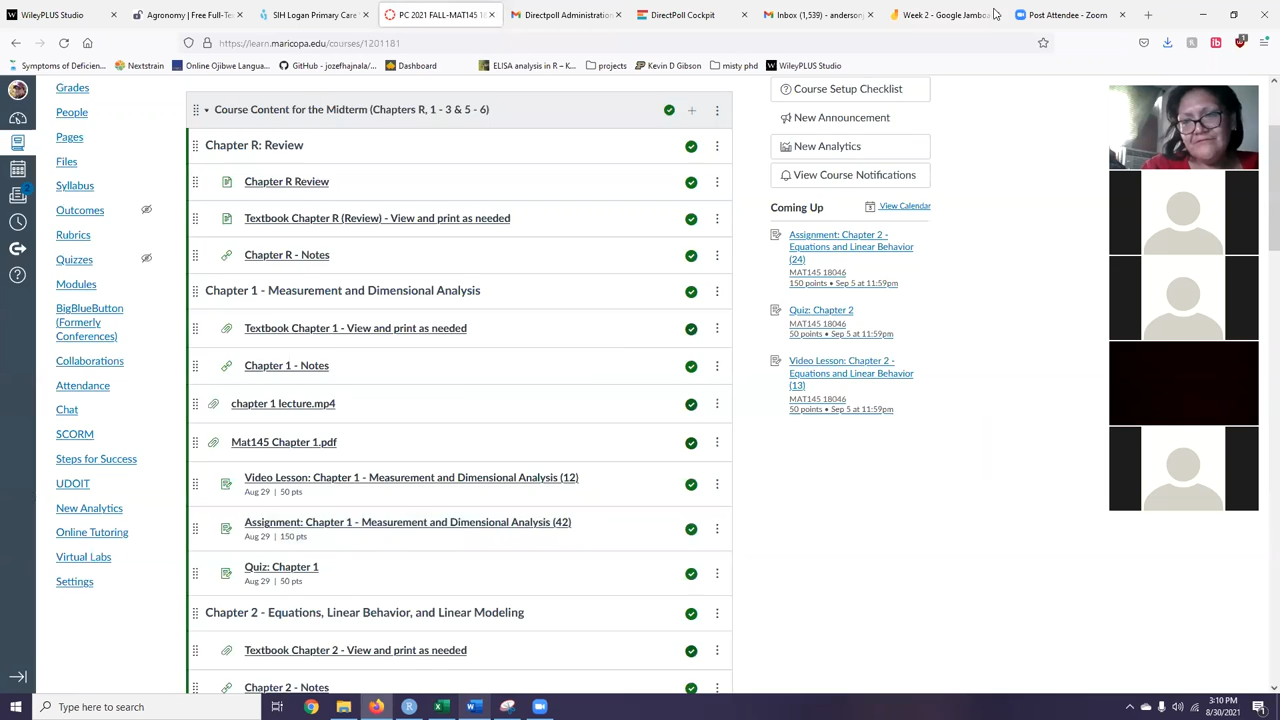 WileyPLUS
SIH Organigram
PC 2021 FALL-MAT145 18
Directpoll Administration
DirectPoll Cockpit
Inbox (1,539) - anderson
Week 2 - Google Jamboa
Post Attendee - Zoom
https://learn.maricopa.edu/courses/1201181
Symptoms of Deficien...
Nextstrain
Online Ojibwe Langua...
GitHub - jozefhajnala/...
Dashboard
ELISA analysis in R – K...
projects
Kevin D Gibson
misty phd
WileyPLUS Studio
Grades
People
Pages
Files
Syllabus
Outcomes
Rubrics
Quizzes
Modules
BigBlueButton
(Formerly
Conferences)
Collaborations
Attendance
Chat
SCORM
Steps for Success
UDOIT
New Analytics
Online Tutoring
Virtual Labs
Settings
Course Content for the Midterm (Chapters R, 1 - 3 & 5 - 6)
Chapter R: Review
Chapter R Review
Textbook Chapter R (Review) - View and print as needed
Chapter R - Notes
Chapter 1 - Measurement and Dimensional Analysis
Textbook Chapter 1 - View and print as needed
Chapter 1 - Notes
chapter 1 lecture.mp4
Mat145 Chapter 1.pdf
Video Lesson: Chapter 1 - Measurement and Dimensional Analysis (12)
Aug 29 | 50 pts
Assignment: Chapter 1 - Measurement and Dimensional Analysis (42)
Aug 29 | 150 pts
Quiz: Chapter 1
Aug 29 | 50 pts
Chapter 2 - Equations, Linear Behavior, and Linear Modeling
Textbook Chapter 2 - View and print as needed
Chapter 2 - Notes
Course Setup Checklist
New Announcement
New Analytics
View Course Notifications
Coming Up
View Calendar
Assignment: Chapter 2 -
Equations and Linear Behavior
(24)
MAT145 18046
150 points • Sep 5 at 11:59pm
Quiz: Chapter 2
MAT145 18046
50 points • Sep 5 at 11:59pm
Video Lesson: Chapter 2 -
Equations and Linear Behavior
(13)
MAT145 18046
50 points • Sep 5 at 11:59pm
Type here to search
3:10 PM
8/30/2021